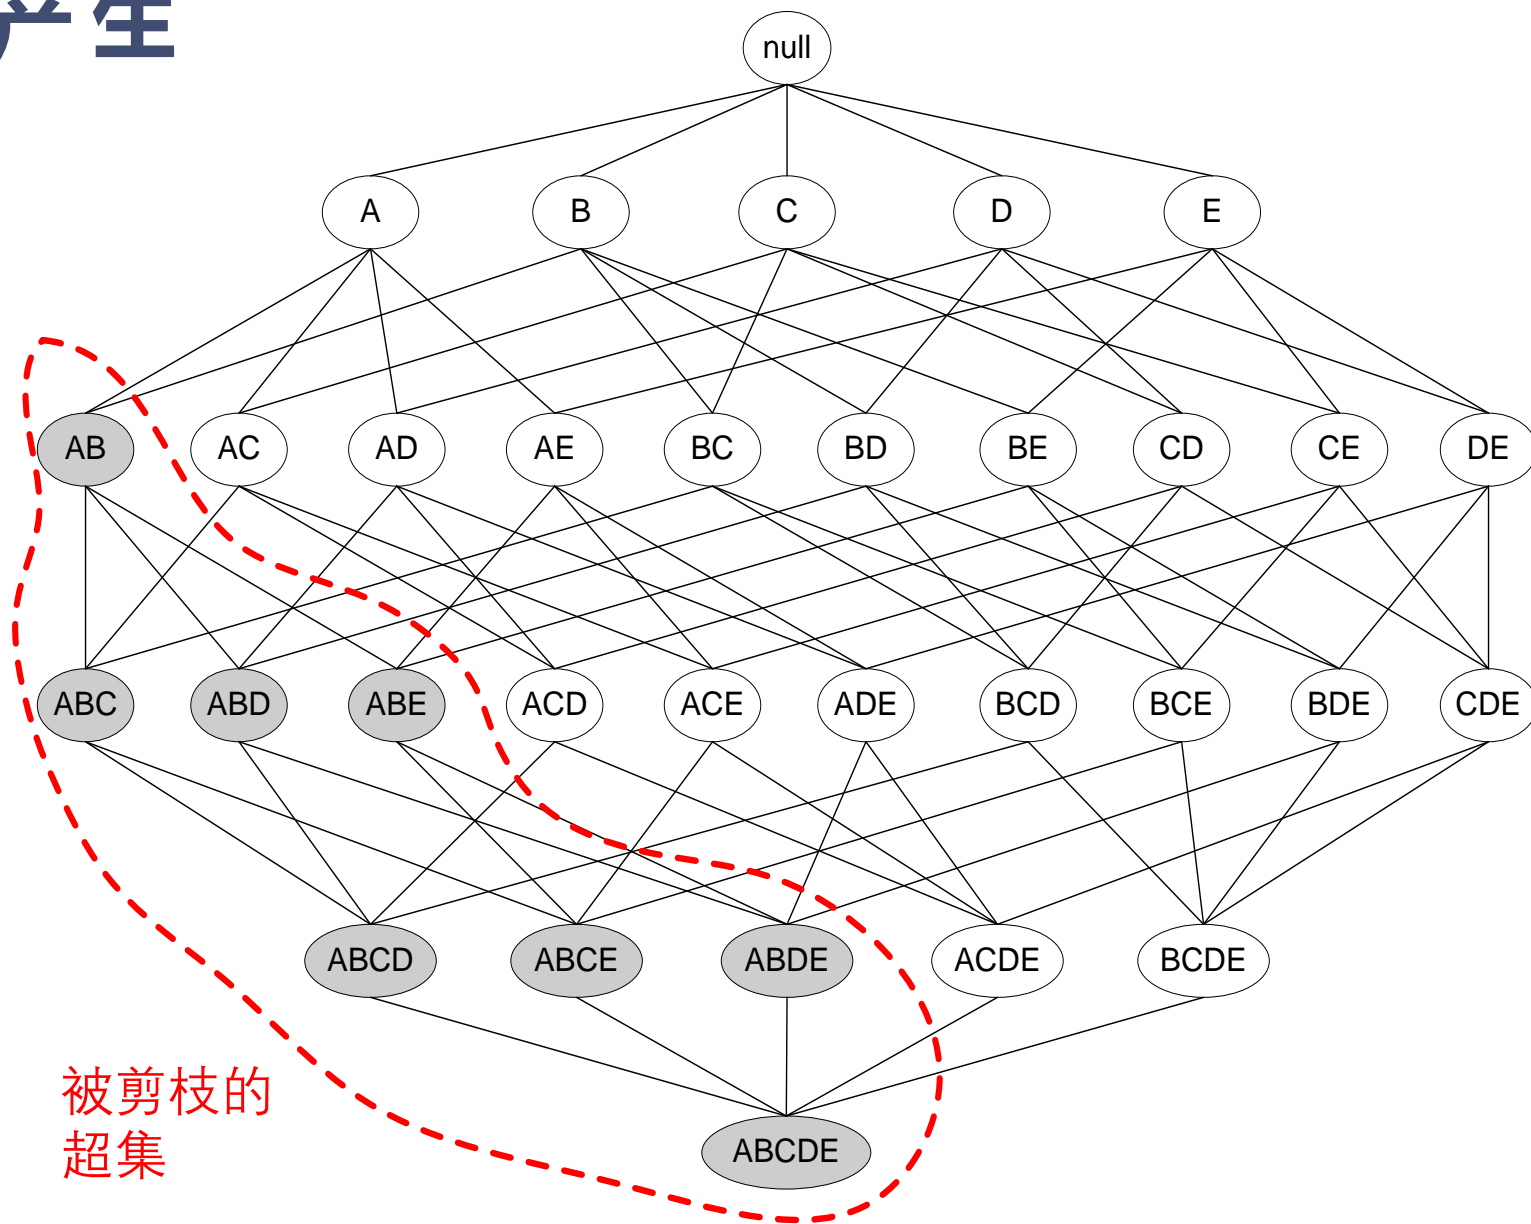 产生
null
A B C D E
AB AC AD AE BC BD BE CD CE DE
ABC ABD ABE ACD ACE ADE BCD BCE BDE CDE
ABCD ABCE ABDE ACDE BCDE
被剪枝的
超集
ABCDE